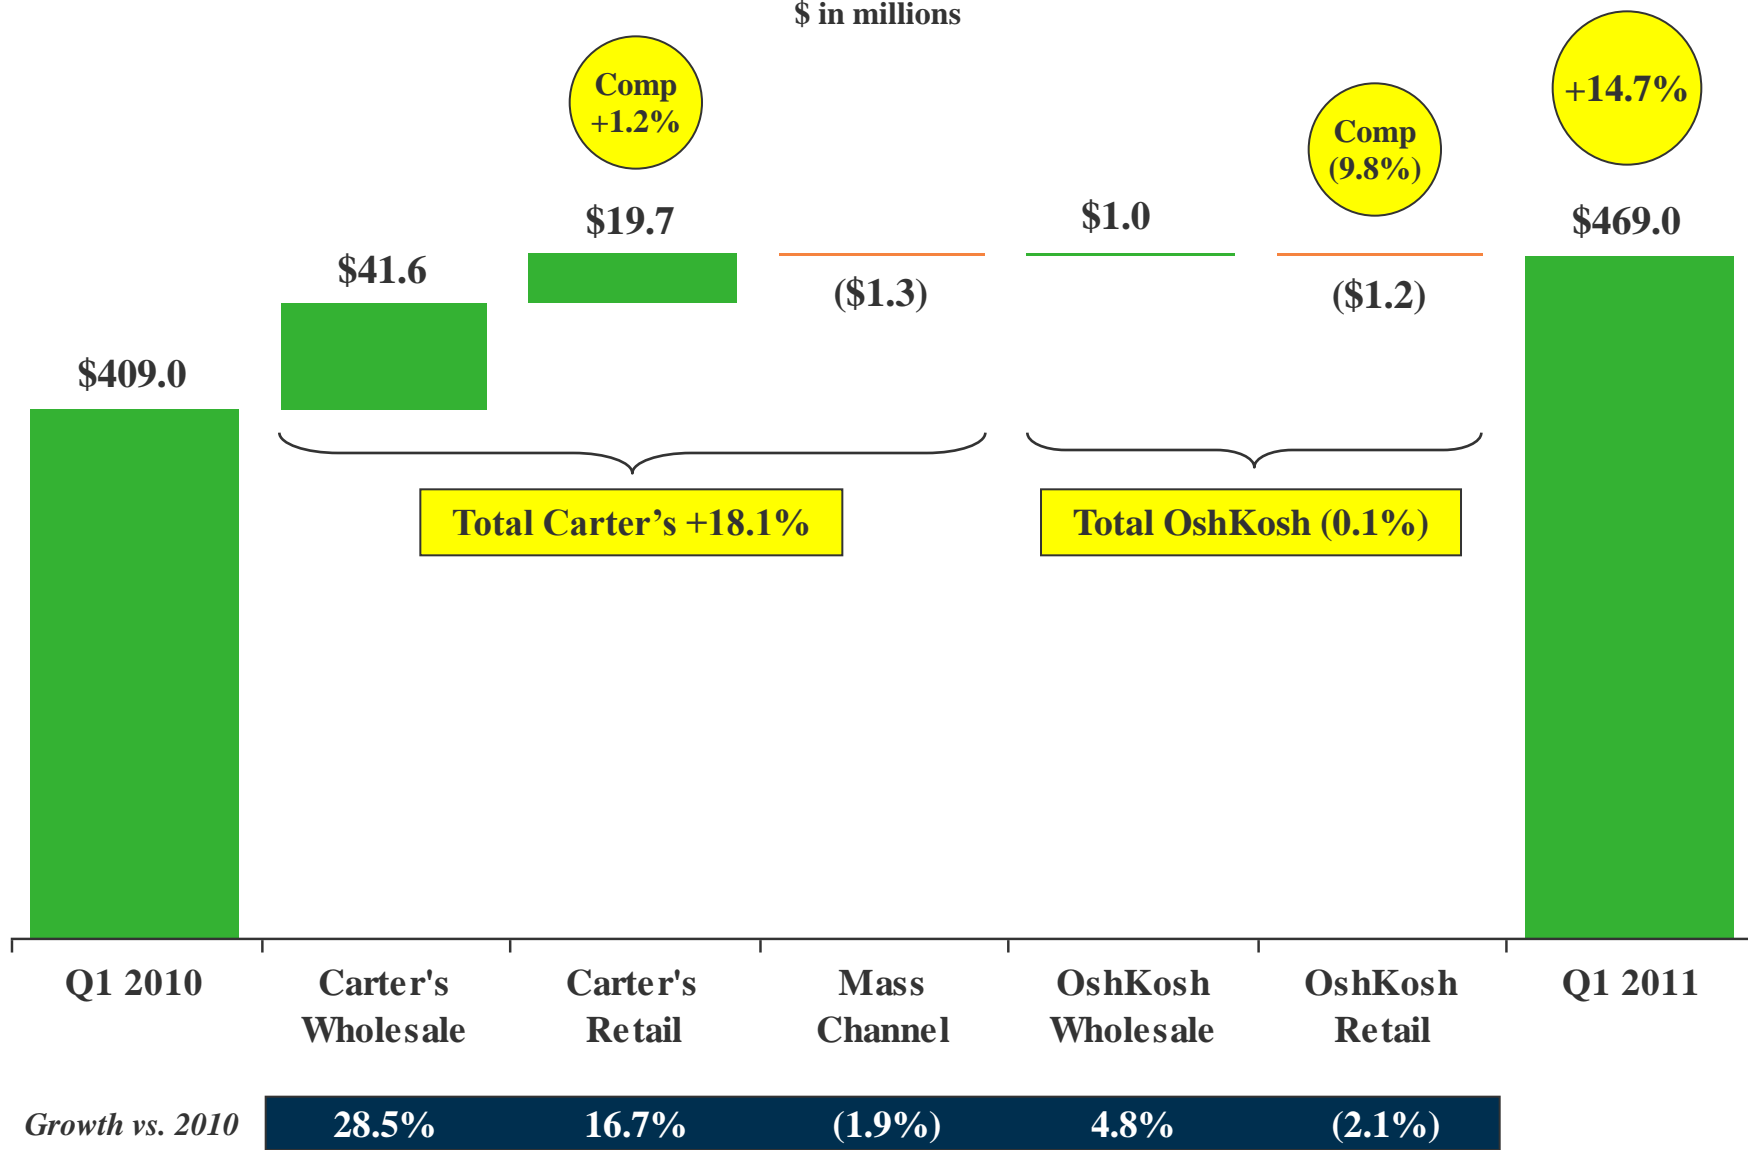 $ in millions
Comp
+1.2%
Comp
(9.8%)
+14.7%
$409.0
$41.6
$19.7
($1.3)
$1.0
($1.2)
$469.0
Total Carter’s +18.1%
Total OshKosh (0.1%)
Q1 2010
Carter's
Wholesale
Carter's
Retail
Mass
Channel
OshKosh
Wholesale
OshKosh
Retail
Q1 2011
Growth vs. 2010 28.5% 16.7% (1.9%) 4.8% (2.1%)